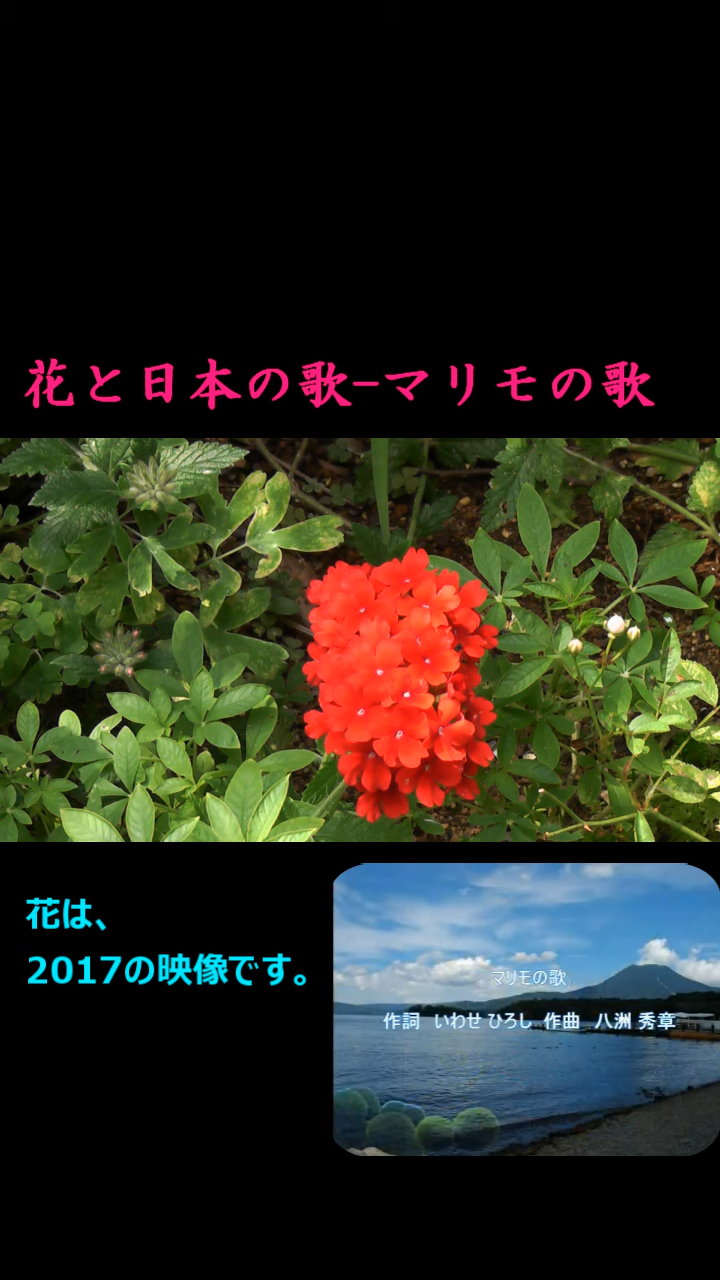 花と日本の歌−マリモの歌
花は、
2017の映像です。
マリモの歌
作詞 いわせ ひろし 作曲 八洲 秀章